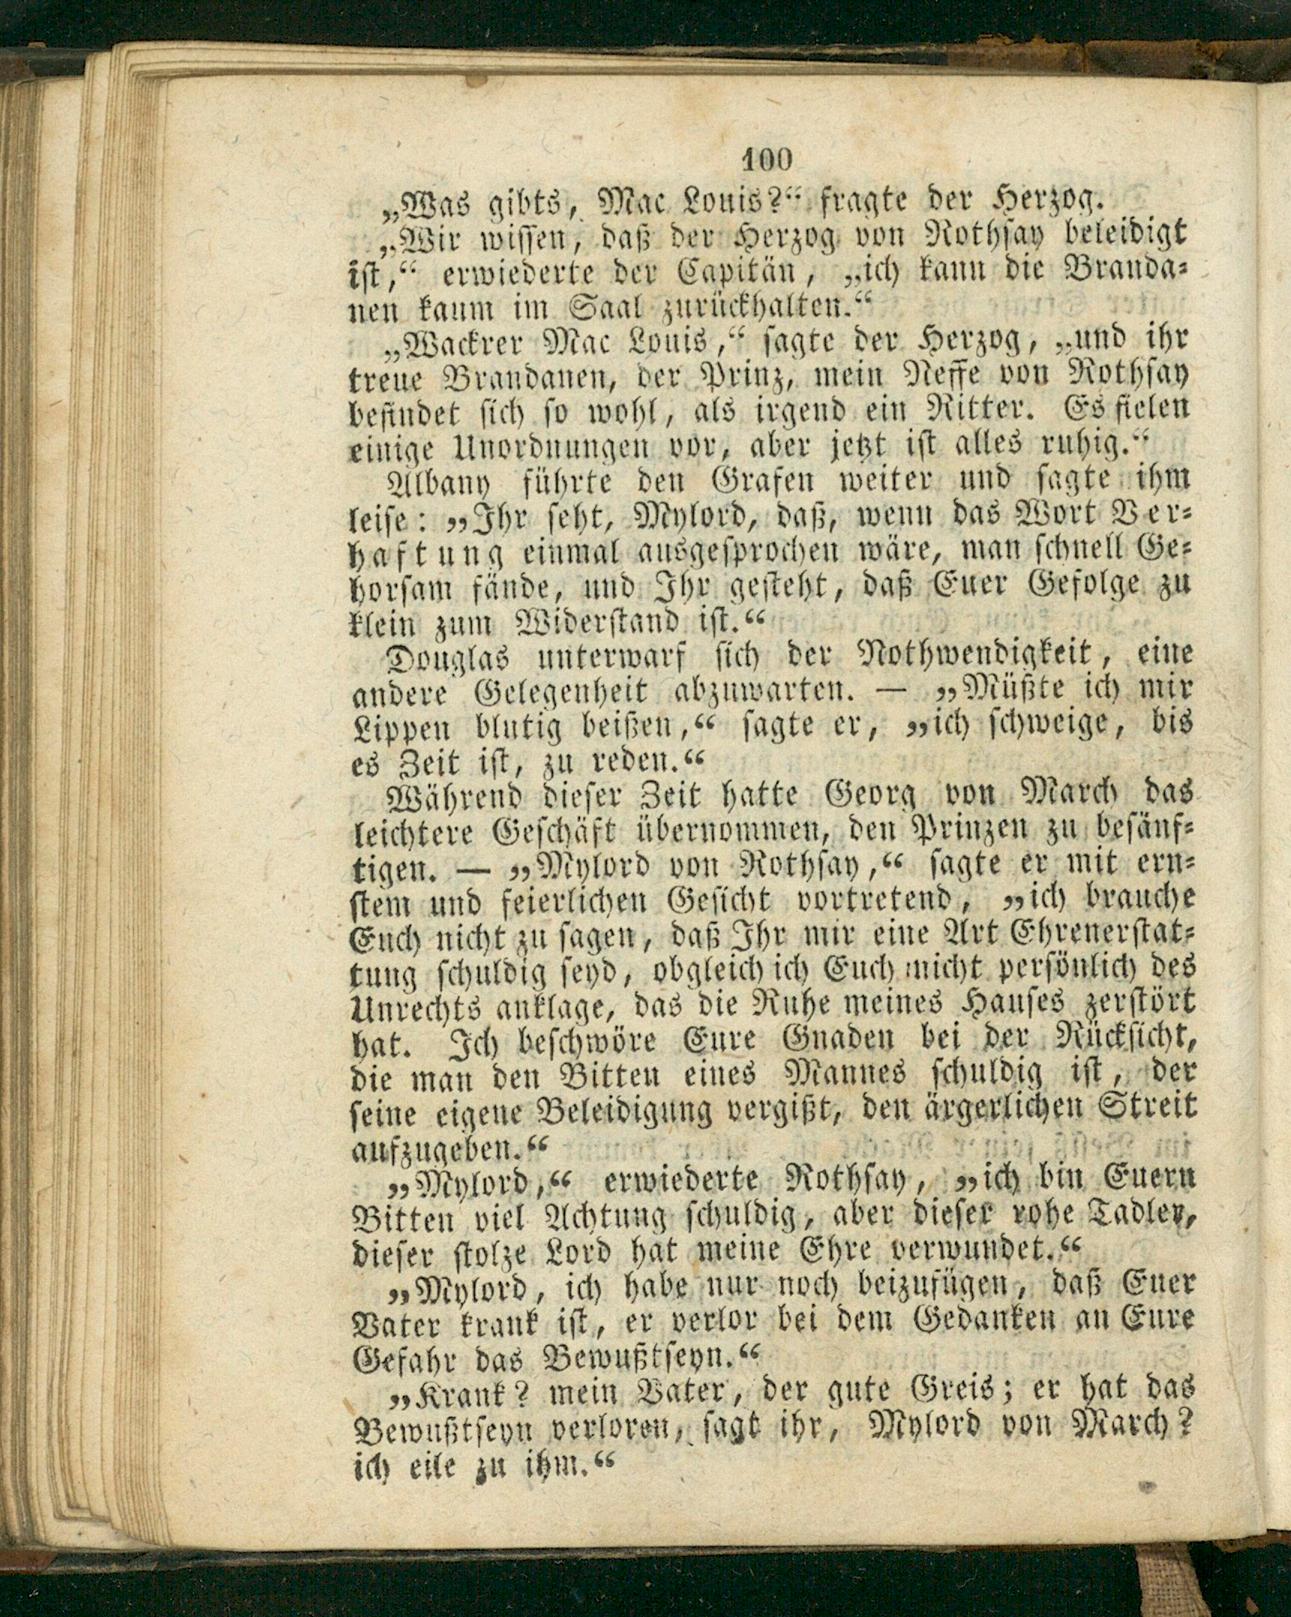 100
„Was gibts, Mac Louis?“ fragte der Herzog.
„Wir wissen, daß der Herzog von Rothsay beleidigt
ist,“ erwiederte der Capitän, „ich kann die Branda-
nen kaum im Saal zurückhalten.“
„Wackrer Mac Louis,“ sagte der Herzog, „und ihr
treue Brandanen, der Prinz, mein Neffe von Rothsay
befindet sich so wohl, als irgend ein Ritter. Es fielen
einige Unordnungen vor, aber jetzt ist alles ruhig.“
Albany führte den Grafen weiter und sagte ihm
leise: „Ihr seht, Mylord, daß, wenn das Wort Ver-
haftung einmal ausgesprochen wäre, man schnell Ge-
horsam fände, und Ihr gesteht, daß Euer Gefolge zu
klein zum Widerstand ist.“
Douglas unterwarf sich der Nothwendigkeit, eine
andere Gelegenheit abzuwarten. — „Müßte ich mir
Lippen blutig beißen,“ sagte er, „ich schweige, bis
es Zeit ist, zu reden.“
Während dieser Zeit hatte Georg von March das
leichtere Geschäft übernommen, den Prinzen zu besänf-
tigen. — „Mylord von Rothsay,“ sagte er mit ern-
stem und feierlichen Gesicht vortretend, „ich brauche
Euch nicht zu sagen, daß Ihr mir eine Art Ehrenerstat-
tung schuldig seyd, obgleich ich Euch nicht persönlich des
Unrechts anklage, das die Ruhe meines Hauses zerstört
hat. Ich beschwöre Eure Gnaden bei der Rücksicht,
die man den Bitten eines Mannes schuldig ist, der
seine eigene Beleidigung vergißt, den ärgerlichen Streit
aufzugeben.“
„Mylord,“ erwiederte Rothsay, „ich bin Euern
Bitten viel Achtung schuldig, aber dieser rohe Tadler,
dieser stolze Lord hat meine Ehre verwundet.“
„Mylord, ich habe nur noch beizufügen, daß Euer
Vater krank ist, er verlor bei dem Gedanken an Eure
Gefahr das Bewußtseyn.“
„Krank? mein Vater, der gute Greis; er hat das
Bewußtseyn verloren, sagt ihr, Mylord von March?
ich eile zu ihm.“